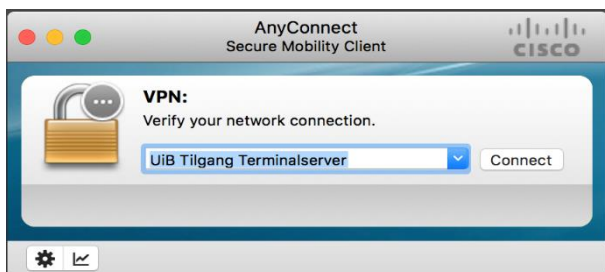 AnyConnect
Secure Mobility Client
CISCO
VPN:
Verify your network connection.
UiB Tilgang Terminalserver
Connect